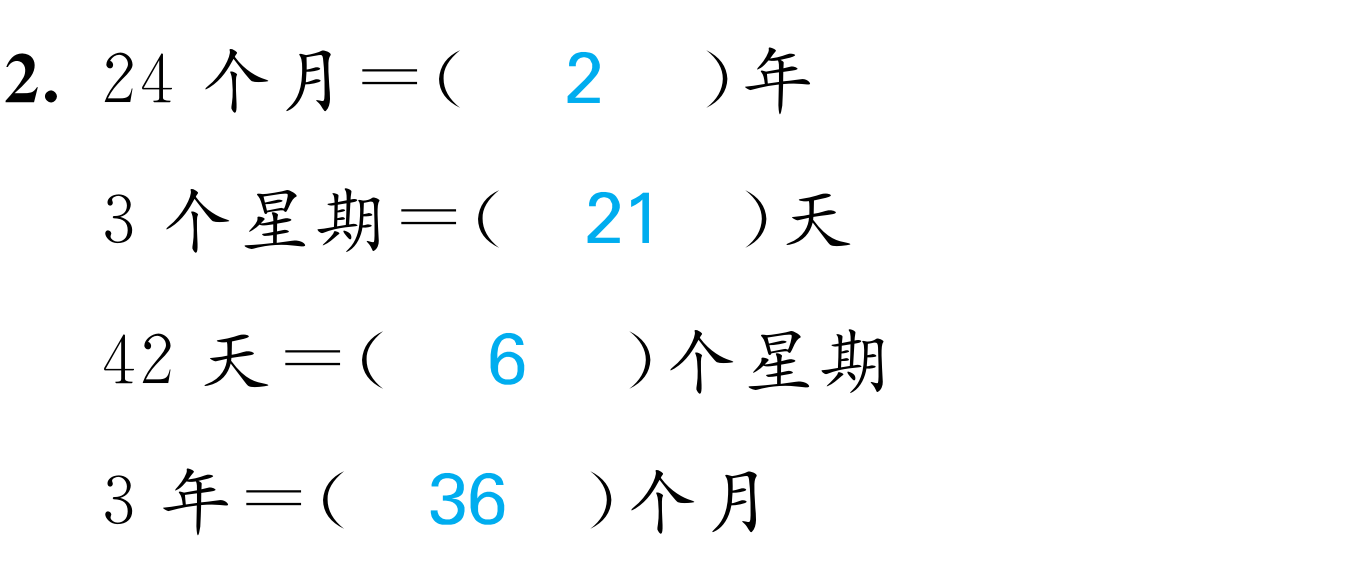 2. 24 个月=( 2 )年
3 个星期=( 21 )天
42 天=( 6 )个星期
3 年=( 36 )个月